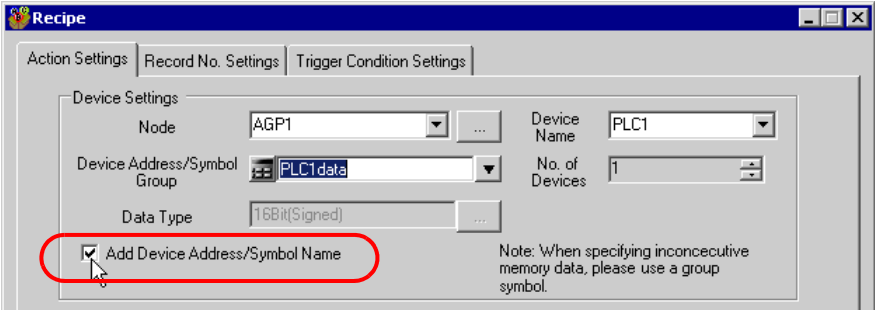 Recipe
Action Settings Record No. Settings Trigger Condition Settings
Device Settings
Node AGP1 ... Device Name PLC1
Device Address/Symbol Group PLC1data No. of Devices 1
Data Type 16Bit(Signed) ...
Add Device Address/Symbol Name
Note: When specifying inconcecutive
memory data, please use a group
symbol.